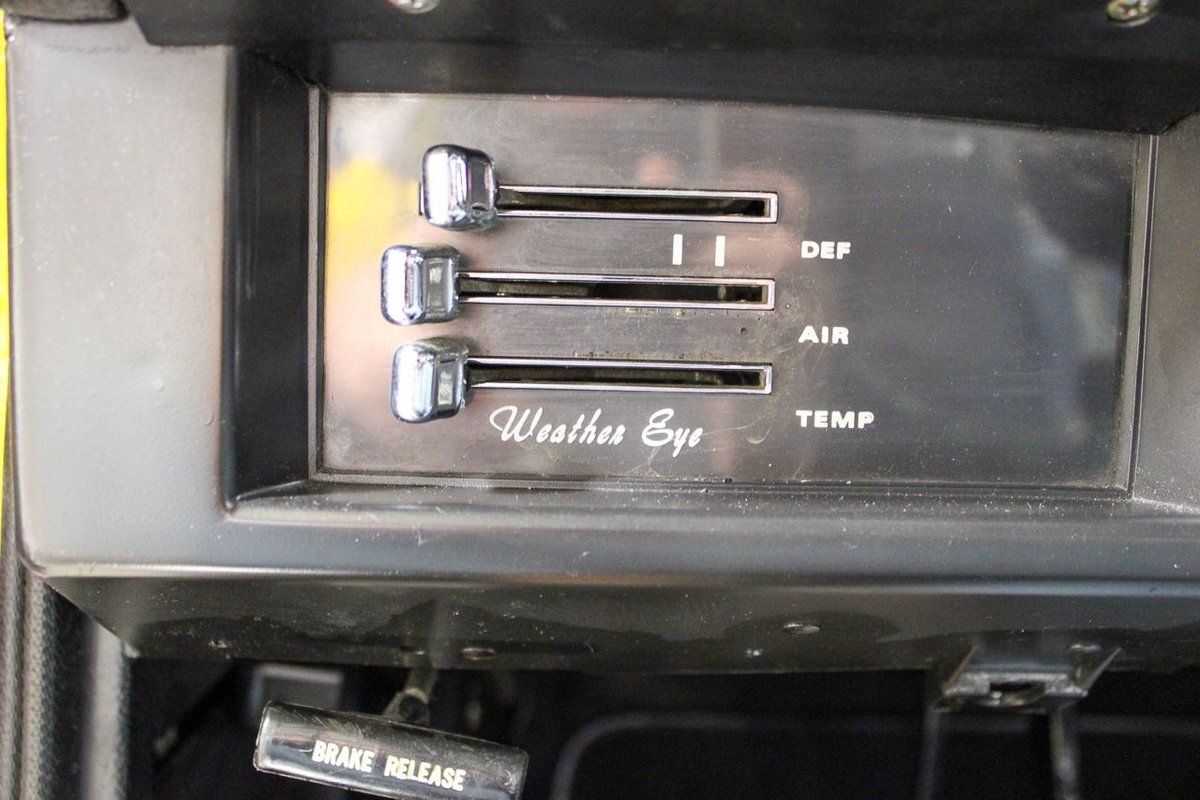 DEF
AIR
TEMP
Weather Eye
BRAKE RELEASE